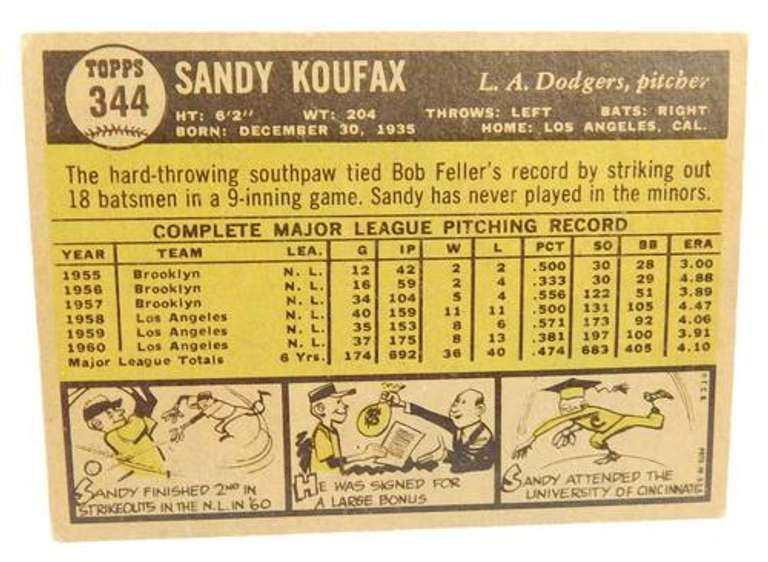 TOPPS
344
SANDY KOUFAX
L. A. Dodgers, pitcher
HT: 6'2" WT: 204 THROWS: LEFT BATS: RIGHT
BORN: DECEMBER 30, 1935 HOME: LOS ANGELES, CAL.
The hard-throwing southpaw tied Bob Feller's record by striking out
18 batsmen in a 9-inning game. Sandy has never played in the minors.
COMPLETE MAJOR LEAGUE PITCHING RECORD
YEAR TEAM LEA. G IP W L PCT SO BB ERA
1955 Brooklyn N. L. 12 42 2 2 .500 30 28 3.00
1956 Brooklyn N. L. 16 59 2 4 .333 30 29 4.88
1957 Brooklyn N. L. 34 104 5 4 .556 122 51 3.89
1958 Los Angeles N. L. 40 159 11 11 .500 131 105 4.47
1959 Los Angeles N. L. 35 153 8 6 .571 173 92 4.06
1960 Los Angeles N. L. 37 175 8 13 .381 197 100 3.91
Major League Totals 6 Yrs. 174 692 36 40 .474 683 405 4.10
SANDY FINISHED 2ND IN
STRIKEOUTS IN THE N.L. IN '60
$
HE WAS SIGNED FOR
A LARGE BONUS
C
SANDY ATTENDED THE
UNIVERSITY OF CINCINNATI